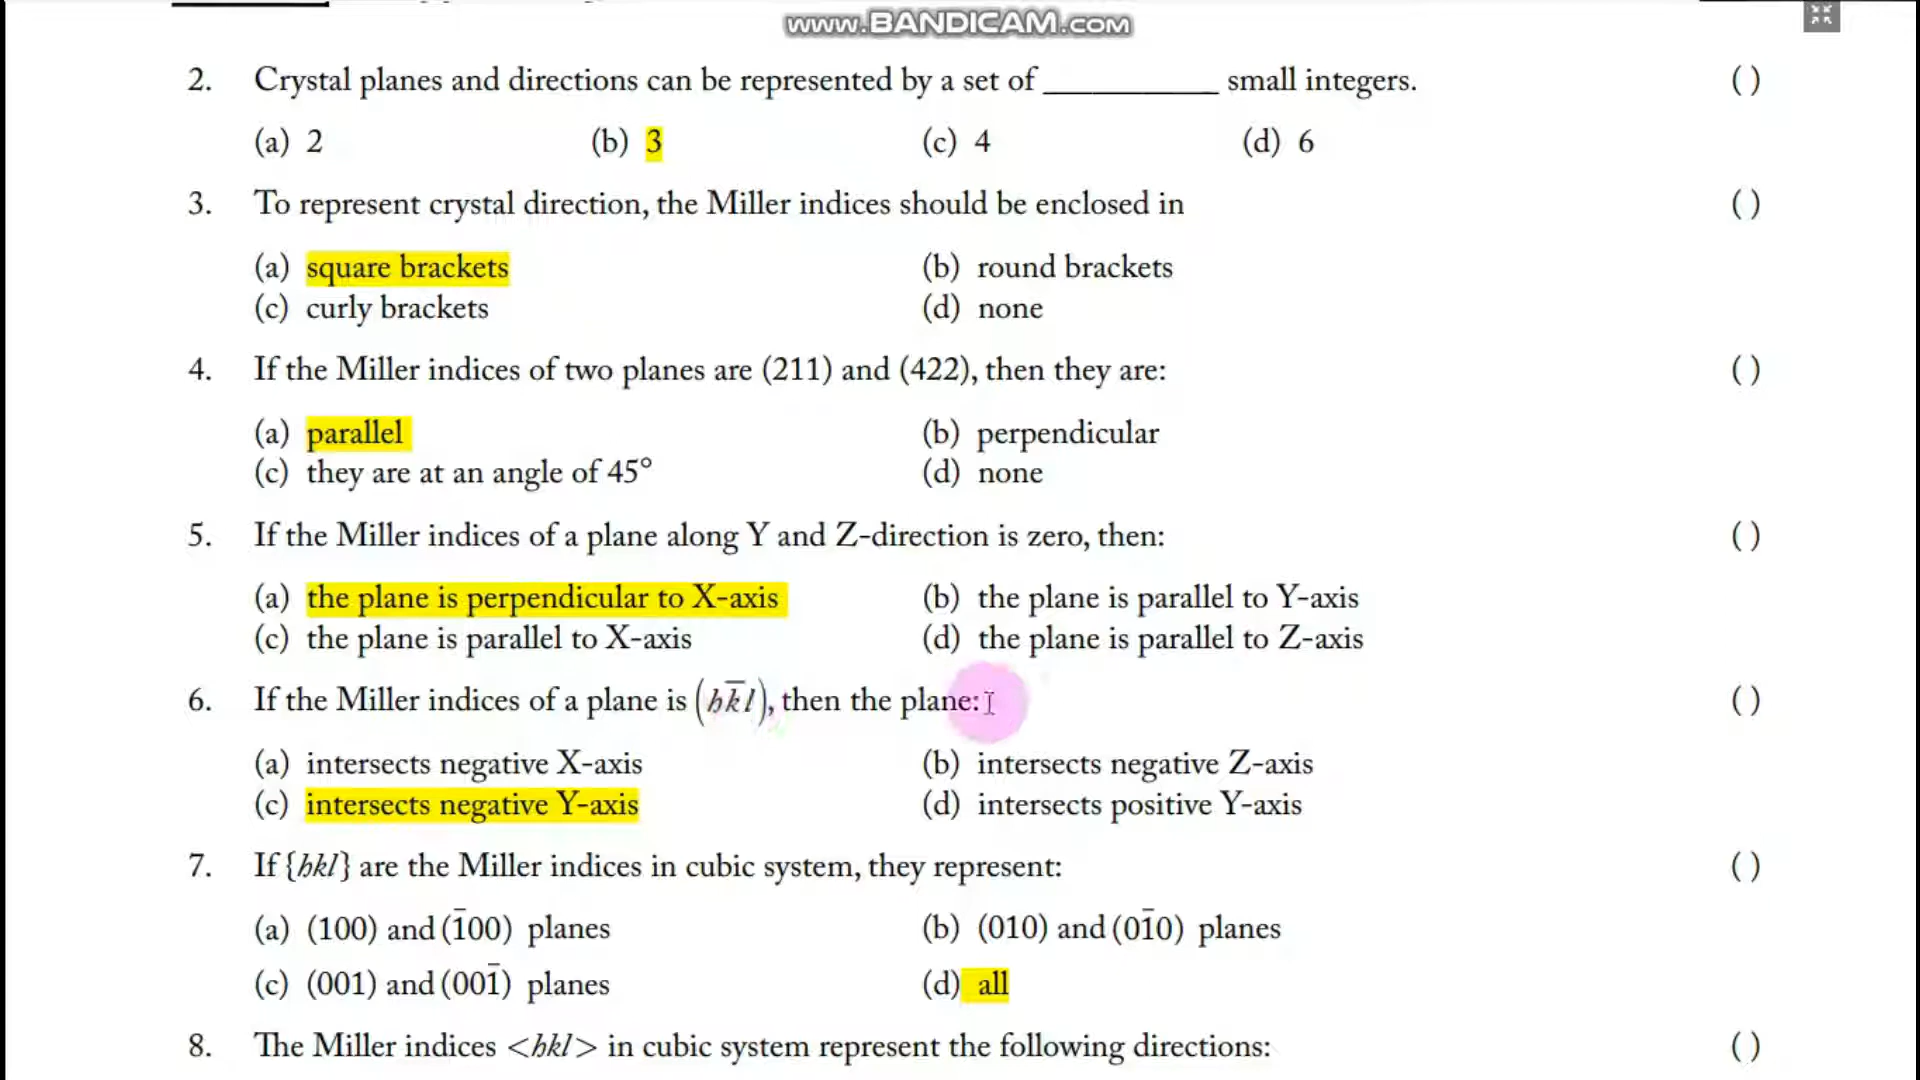 www.BANDICAM.com
2. Crystal planes and directions can be represented by a set of __________ small integers. ( )
(a) 2 (b) 3 (c) 4 (d) 6
3. To represent crystal direction, the Miller indices should be enclosed in ( )
(a) square brackets (b) round brackets
(c) curly brackets (d) none
4. If the Miller indices of two planes are (211) and (422), then they are: ( )
(a) parallel (b) perpendicular
(c) they are at an angle of 45° (d) none
5. If the Miller indices of a plane along Y and Z-direction is zero, then: ( )
(a) the plane is perpendicular to X-axis (b) the plane is parallel to Y-axis
(c) the plane is parallel to X-axis (d) the plane is parallel to Z-axis
6. If the Miller indices of a plane is (hk̅l), then the plane: ( )
(a) intersects negative X-axis (b) intersects negative Z-axis
(c) intersects negative Y-axis (d) intersects positive Y-axis
7. If {hkl} are the Miller indices in cubic system, they represent: ( )
(a) (100) and (1̅00) planes (b) (010) and (01̅0) planes
(c) (001) and (001̅) planes (d) all
8. The Miller indices <hkl> in cubic system represent the following directions: ( )